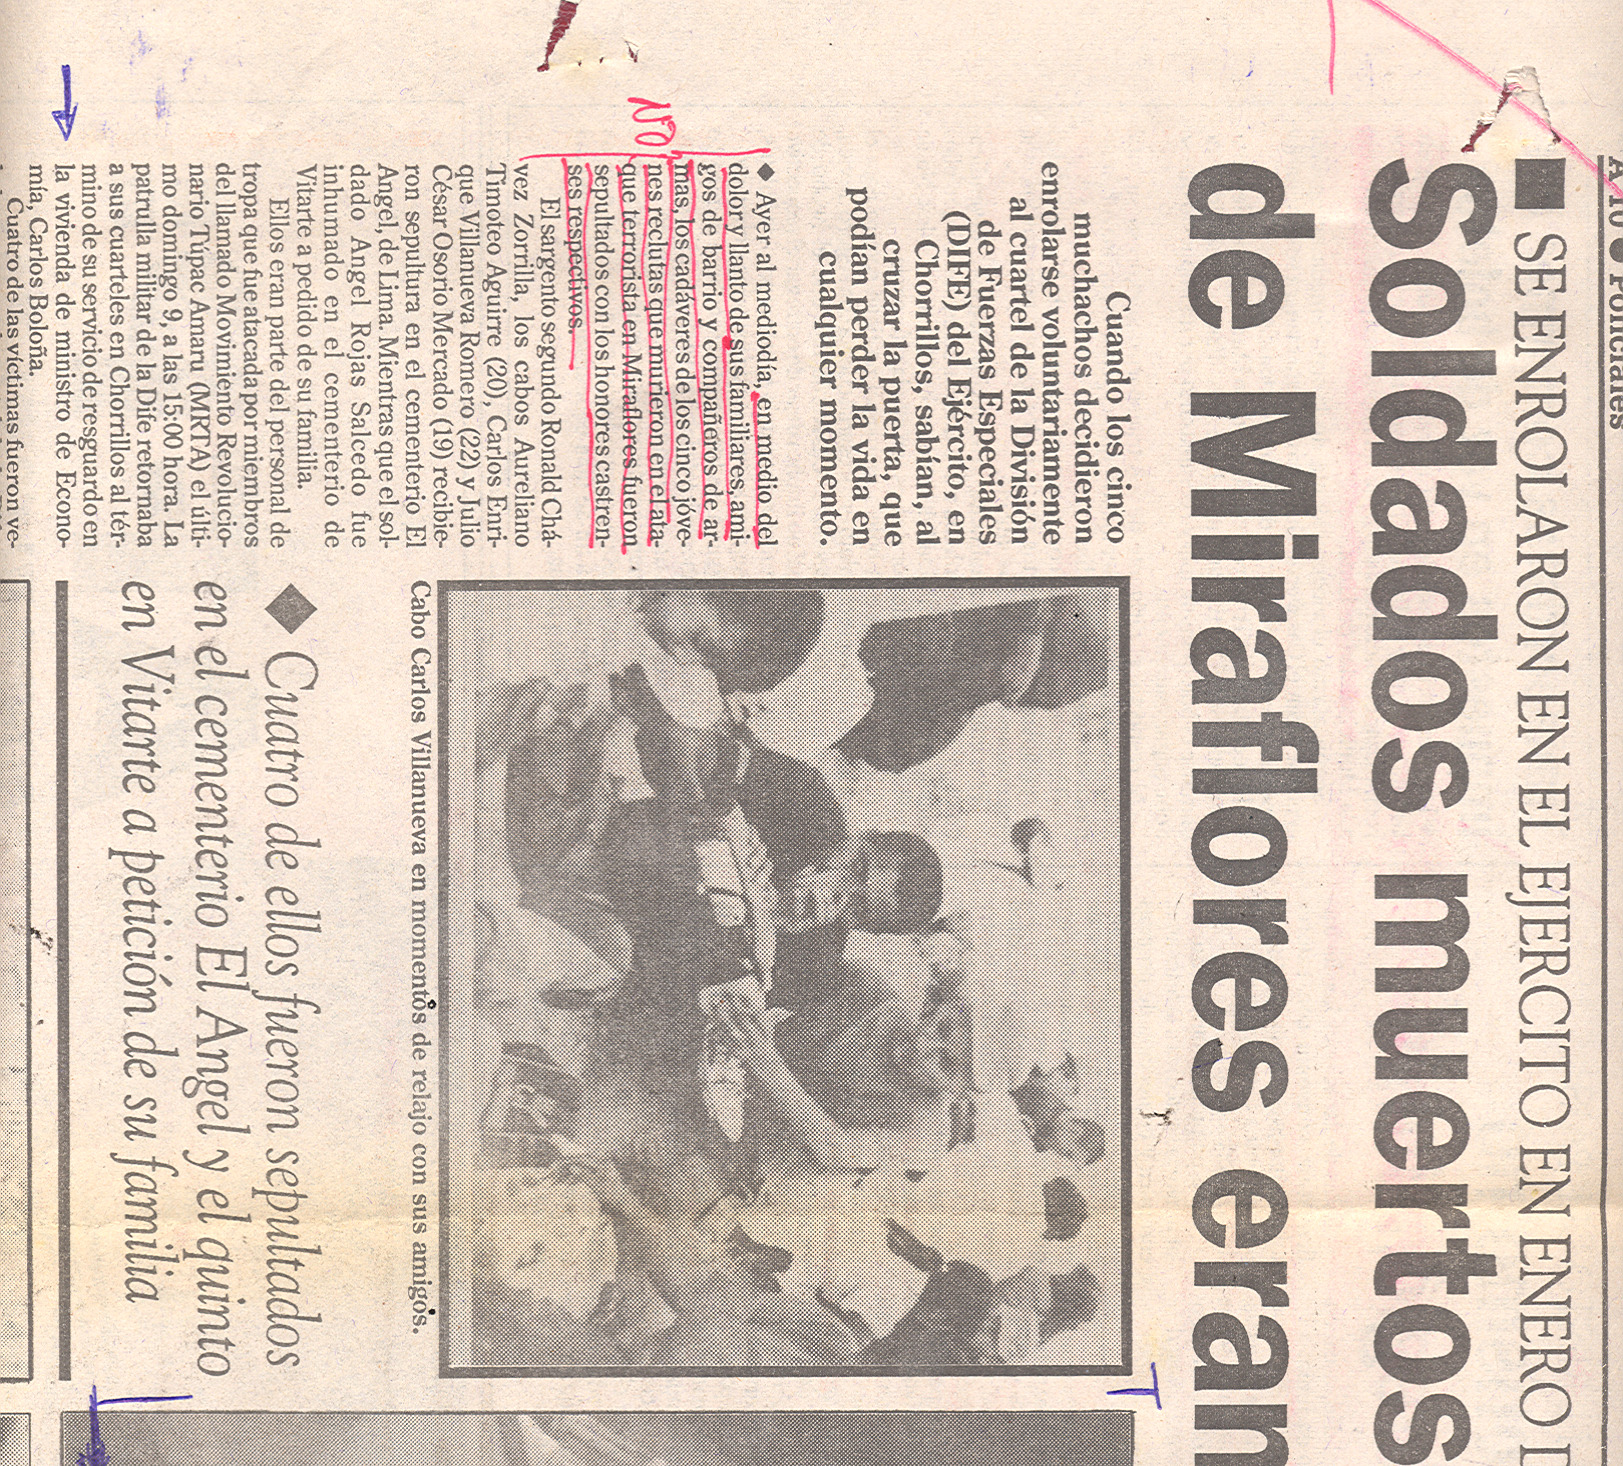 Policiales
■ SE ENROLARON EN EL EJERCITO EN ENERO
Soldados muertos
de Miraflores eran
Cuando los cinco
muchachos decidieron
enrolarse voluntariamente
al cuartel de la División
de Fuerzas Especiales
(DIFE) del Ejército, en
Chorrillos, sabían, al
cruzar la puerta, que
podían perder la vida en
cualquier momento.
◆ Ayer al mediodía, en medio del
dolor y llanto de sus familiares, ami-
gos de barrio y compañeros de ar-
mas, los cadáveres de los cinco jóve-
nes reclutas que murieron en el ata-
que terrorista en Miraflores fueron
sepultados con los honores castren-
ses respectivos.
El sargento segundo Ronald Chá-
vez Zorrilla, los cabos Aureliano
Timoteo Aguirre (20), Carlos Enri-
que Villanueva Romero (22) y Julio
César Osorio Mercado (19) recibie-
ron sepultura en el cementerio El
Angel, de Lima. Mientras que el sol-
dado Angel Rojas Salcedo fue
inhumado en el cementerio de
Vitarte a pedido de su familia.
Ellos eran parte del personal de
tropa que fue atacada por miembros
del llamado Movimiento Revolucio-
nario Túpac Amaru (MRTA) el últi-
mo domingo 9, a las 15:00 hora. La
patrulla militar de la Dife retornaba
a sus cuarteles en Chorrillos al tér-
mino de su servicio de resguardo en
la vivienda de ministro de Econo-
mía, Carlos Boloña.
Cuatro de las víctimas fueron ve-
Cabo Carlos Villanueva en momentos de relajo con sus amigos.
◆ Cuatro de ellos fueron sepultados
en el cementerio El Angel y el quinto
en Vitarte a petición de su familia